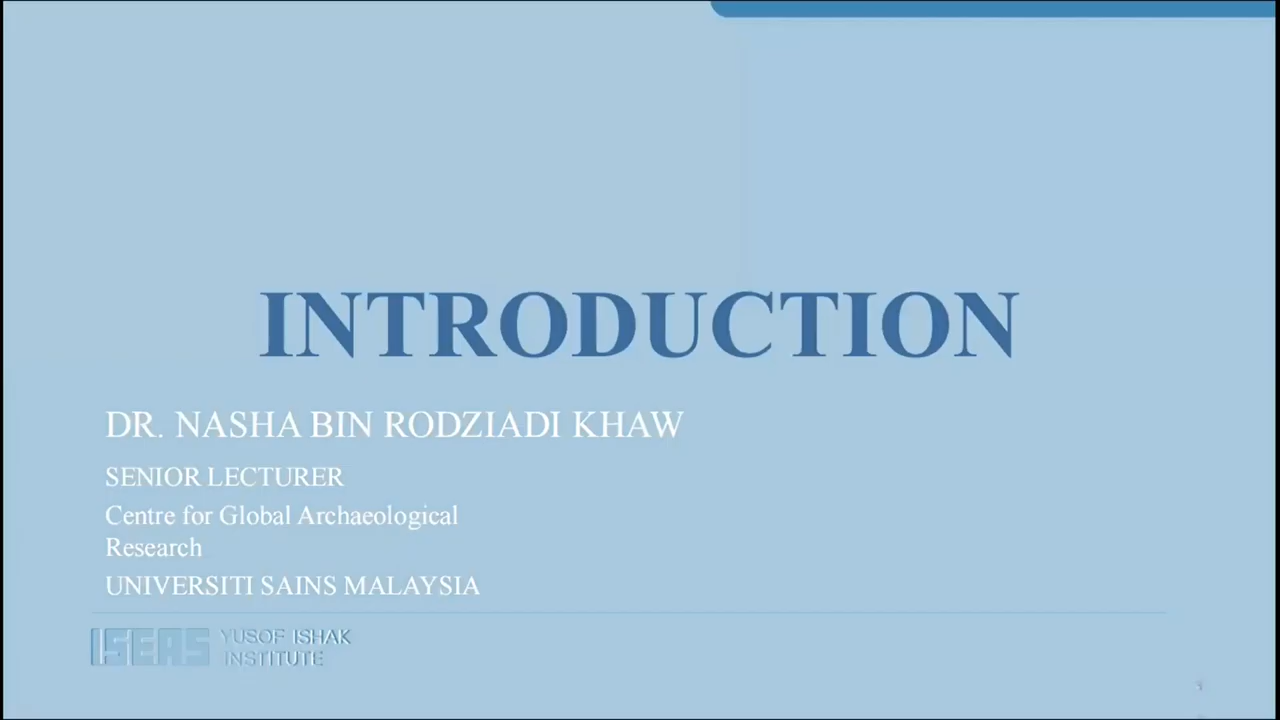 INTRODUCTION
DR. NASHA BIN RODZIADI KHAW
SENIOR LECTURER
Centre for Global Archaeological
Research
UNIVERSITI SAINS MALAYSIA
ISEAS YUSOF ISHAK
INSTITUTE